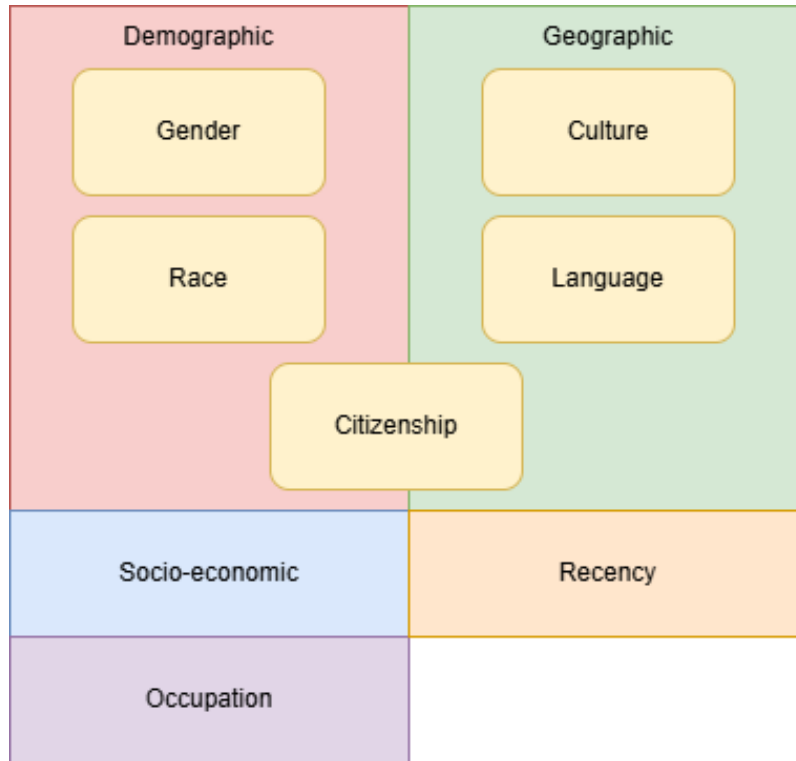 Demographic
Geographic
Gender
Culture
Race
Language
Citizenship
Socio-economic
Recency
Occupation